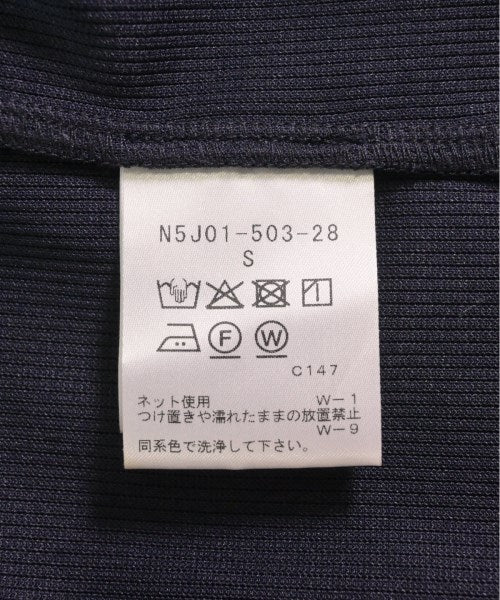 N5J01-503-28
S
F W
C147
ネット使用 W-1
つけ置きや濡れたままの放置禁止
W-9
同系色で洗浄して下さい。